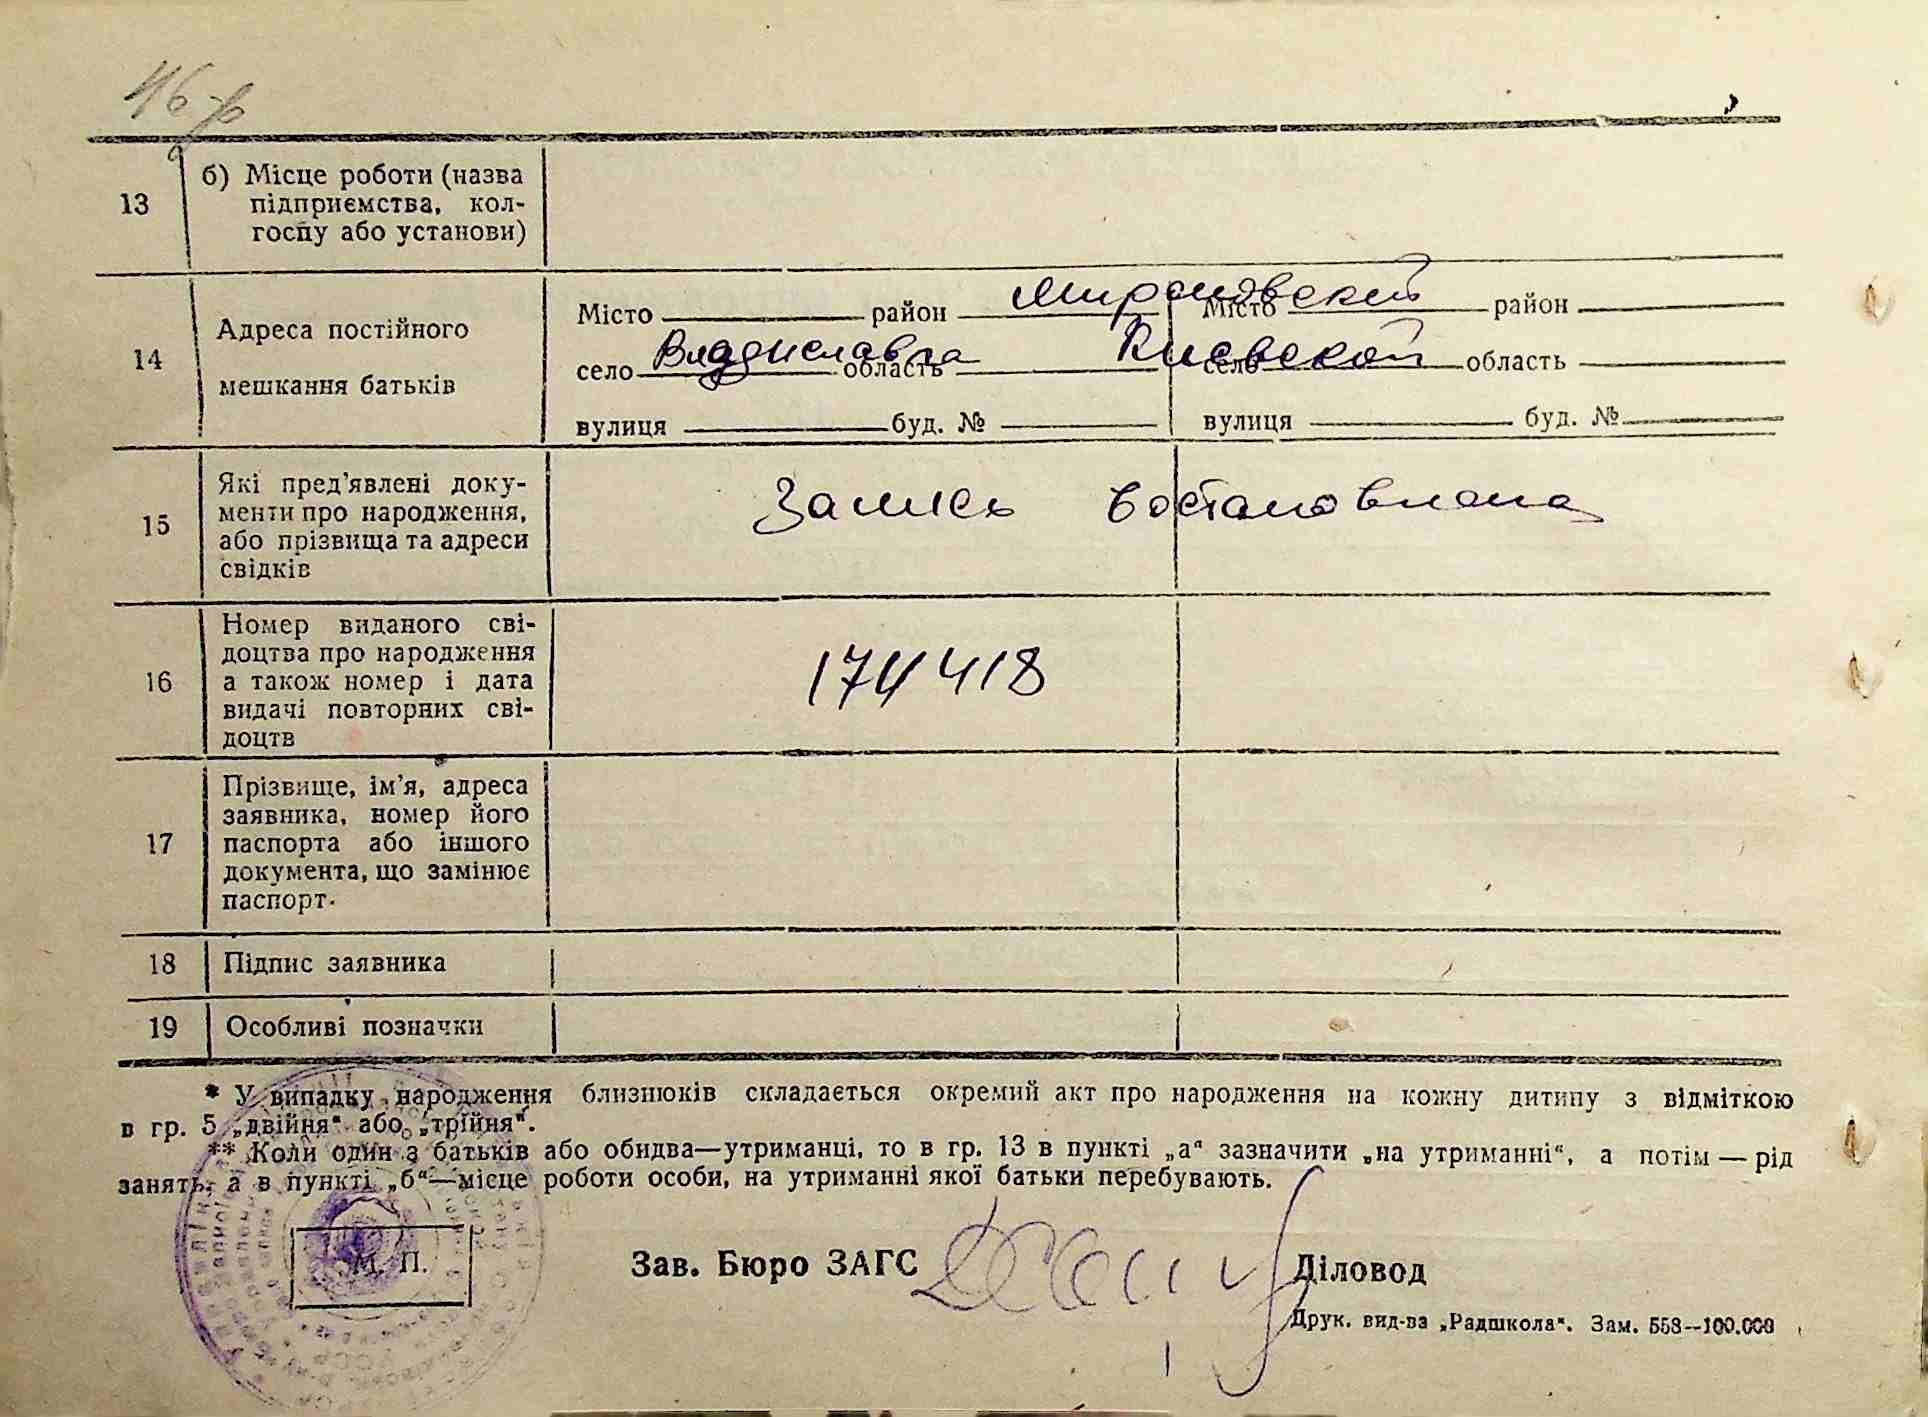 46-р
13 б) Місце роботи (назва
підприємства, кол-
госпу або установи)
14 Адреса постійного
мешкання батьків
Місто район Мироновский Місто район
село Владиславка область Киевской село область
вулиця буд. № вулиця буд. №
15 Які пред'явлені доку-
менти про народження,
або прізвища та адреси
свідків
Запись востановлена
16 Номер виданого сві-
доцтва про народження
а також номер і дата
видачі повторних сві-
доцтв
174418
17 Прізвище, ім'я, адреса
заявника, номер його
паспорта або іншого
документа, що замінює
паспорт.
18 Підпис заявника
19 Особливі позначки
* У випадку народження близнюків складається окремий акт про народження на кожну дитину з відміткою
в гр. 5 „двійня“ або „трійня“.
** Коли один з батьків або обидва—утриманці, то в гр. 13 в пункті „а“ зазначити „на утриманні“, а потім — рід
занять, а в пункті „б“—місце роботи особи, на утриманні якої батьки перебувають.
М. П.
Зав. Бюро ЗАГС Діловод
Друк. вид-ва „Радшкола“. Зам. 558—100.000